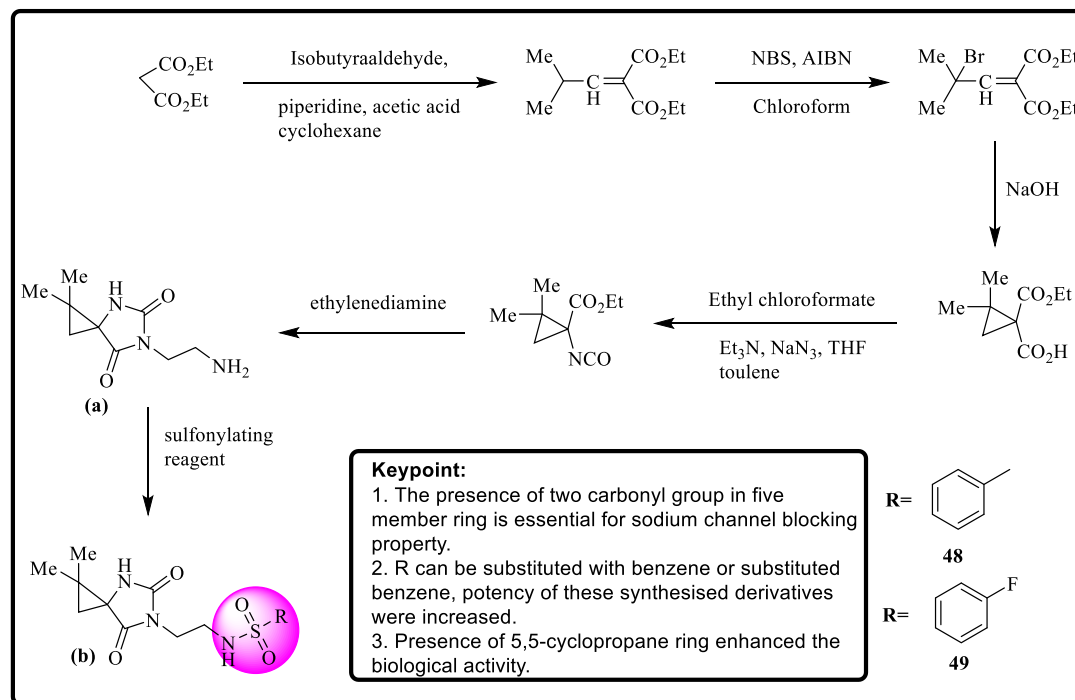 CO₂Et
CO₂Et
Isobutyraaldehyde,
piperidine, acetic acid
cyclohexane
Me
Me
C
H
CO₂Et
CO₂Et
NBS, AIBN
Chloroform
Me
Br
Me
C
H
CO₂Et
CO₂Et
NaOH
Me
Me
CO₂Et
CO₂H
Ethyl chloroformate
Et₃N, NaN₃, THF
toulene
Me
Me
CO₂Et
NCO
ethylenediamine
Me
Me
H
N
O
N
O
NH₂
(a)
sulfonylating
reagent
Me
Me
H
N
O
N
O
N
H
O
S
O
R
(b)
Keypoint:
1. The presence of two carbonyl group in five
member ring is essential for sodium channel blocking
property.
2. R can be substituted with benzene or substituted
benzene, potency of these synthesised derivatives
were increased.
3. Presence of 5,5-cyclopropane ring enhanced the
biological activity.
R=
48
R=
F
49